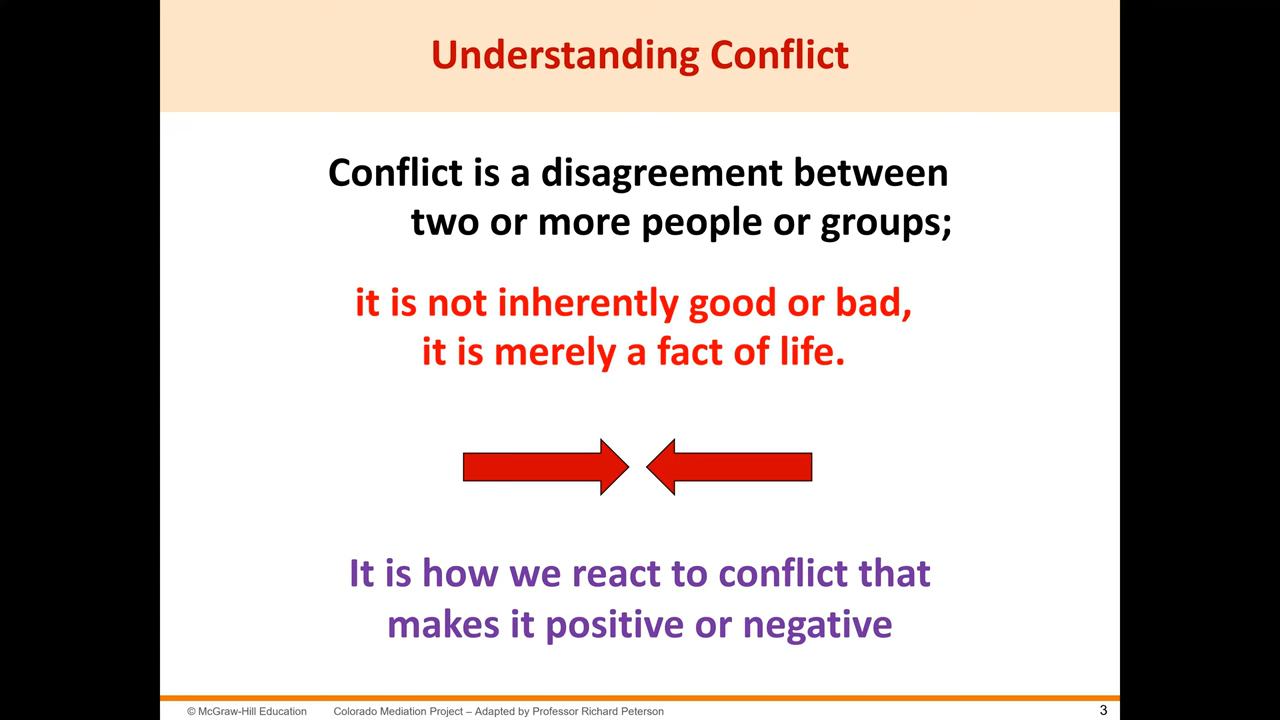 Understanding Conflict
Conflict is a disagreement between
two or more people or groups;
it is not inherently good or bad,
it is merely a fact of life.
It is how we react to conflict that
makes it positive or negative
© McGraw-Hill Education Colorado Mediation Project – Adapted by Professor Richard Peterson 3